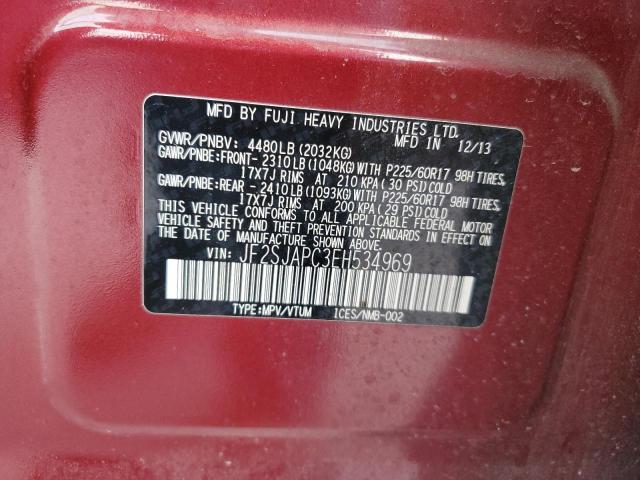 MFD BY FUJI HEAVY INDUSTRIES LTD.
MFD IN 12/13
GVWR/PNBV: 4480LB(2032KG)
GAWR/PNBE:FRONT- 2310LB(1048KG)WITH P225/60R17 98H TIRES,
17X7J RIMS AT 210 KPA(30 PSI)COLD
GAWR/PNBE:REAR - 2410LB(1093KG)WITH P225/60R17 98H TIRES,
17X7J RIMS AT 200 KPA(29 PSI)COLD
THIS VEHICLE CONFORMS TO ALL APPLICABLE FEDERAL MOTOR
VEHICLE SAFETY AND THEFT PREVENTION STANDARDS IN EFFECT ON
THE DATE OF MANUFACTURE SHOWN ABOVE.
VIN: JF2SJAPC3EH534969
TYPE:MPV/VTUM ICES/NMB-002